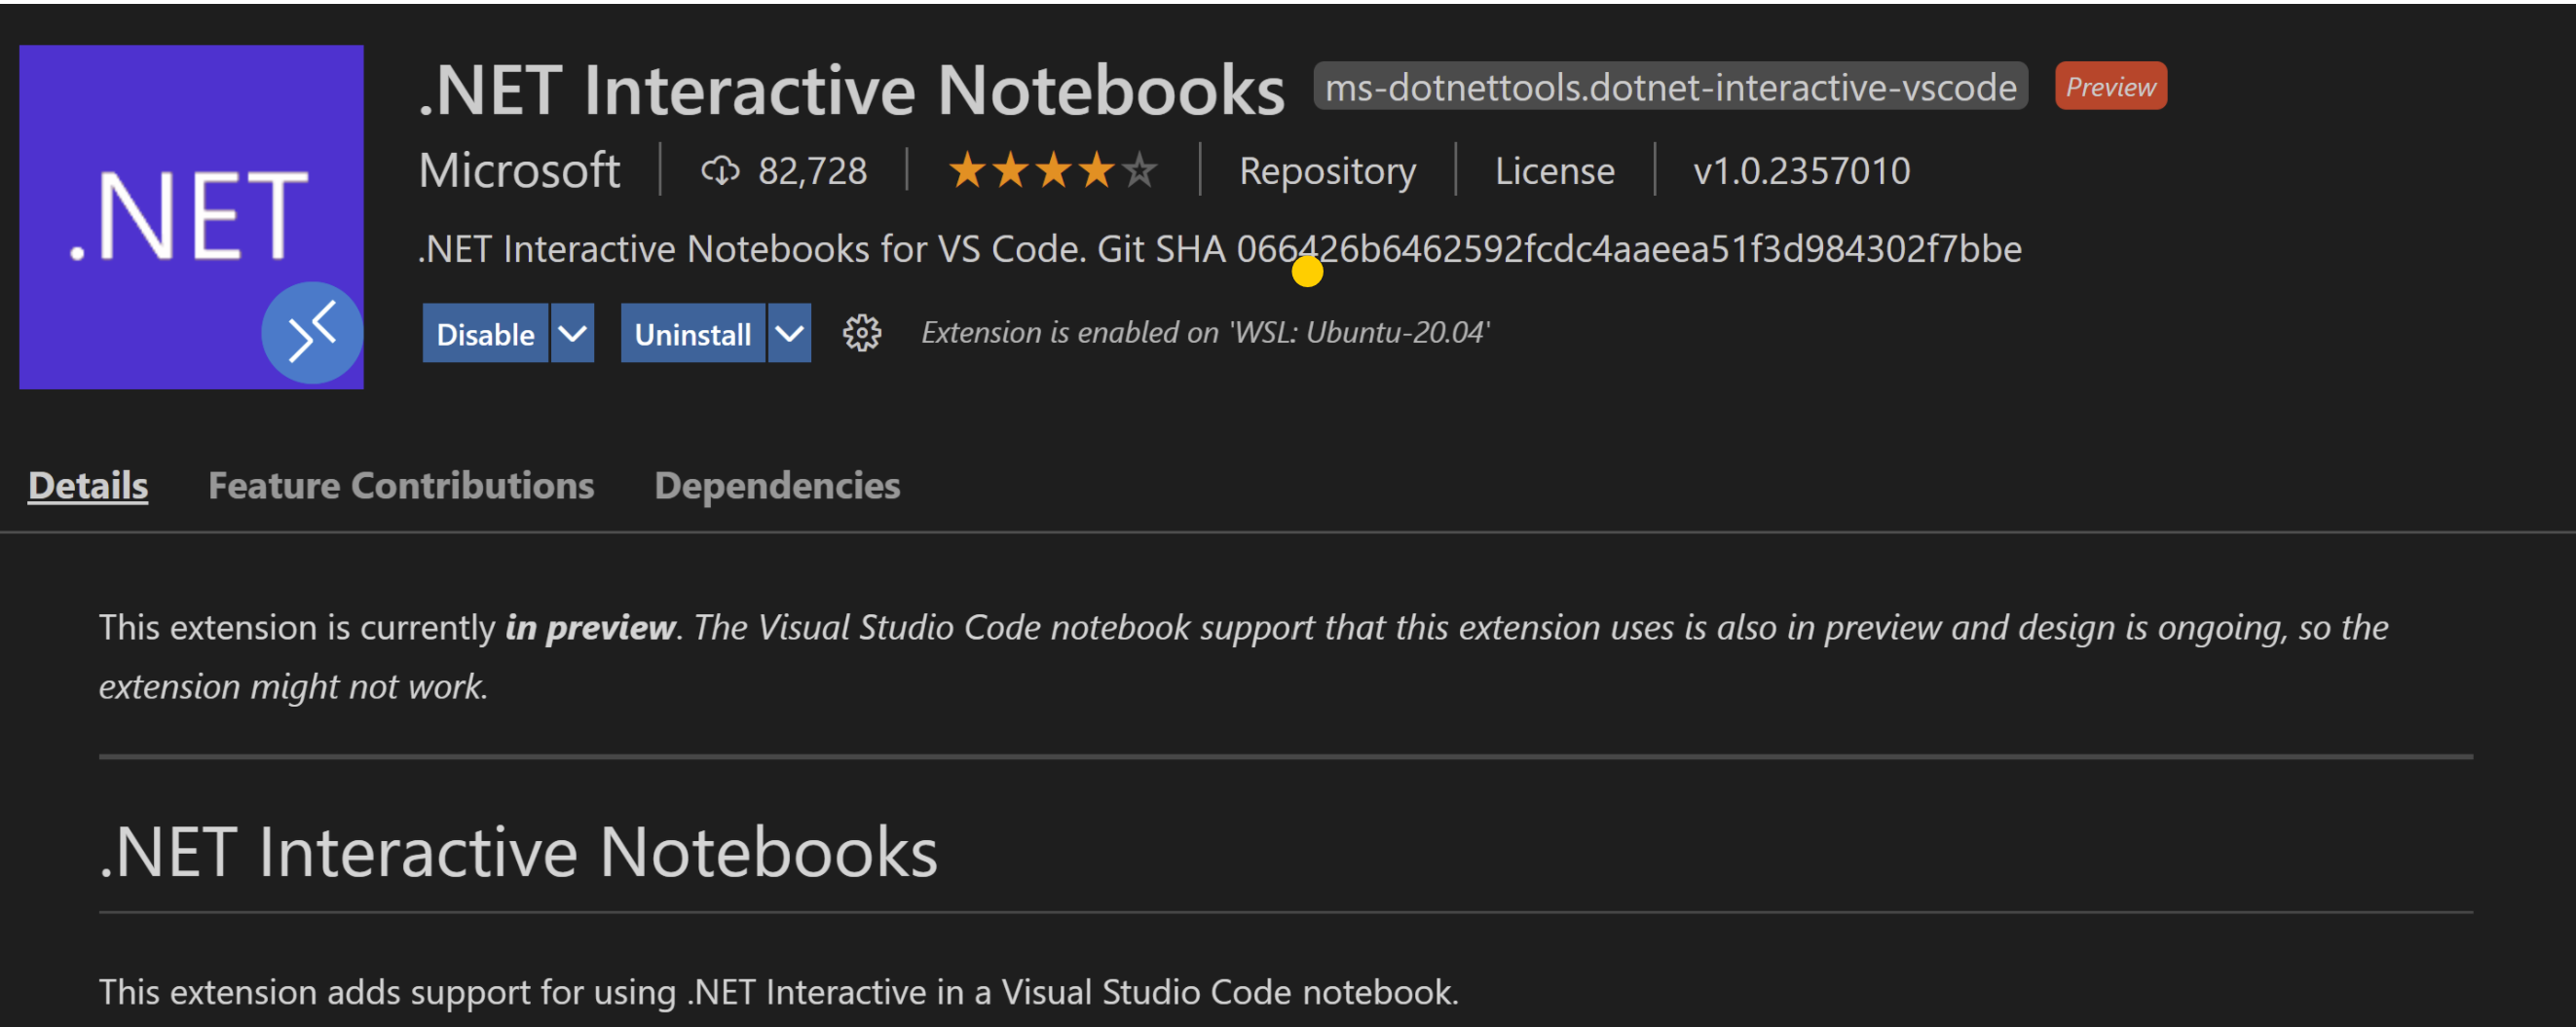 .NET
.NET Interactive Notebooks ms-dotnettools.dotnet-interactive-vscode Preview
Microsoft 82,728 Repository License v1.0.2357010
.NET Interactive Notebooks for VS Code. Git SHA 066426b6462592fcdc4aaeea51f3d984302f7bbe
Disable Uninstall Extension is enabled on 'WSL: Ubuntu-20.04'
Details Feature Contributions Dependencies
This extension is currently in preview. The Visual Studio Code notebook support that this extension uses is also in preview and design is ongoing, so the
extension might not work.
.NET Interactive Notebooks
This extension adds support for using .NET Interactive in a Visual Studio Code notebook.